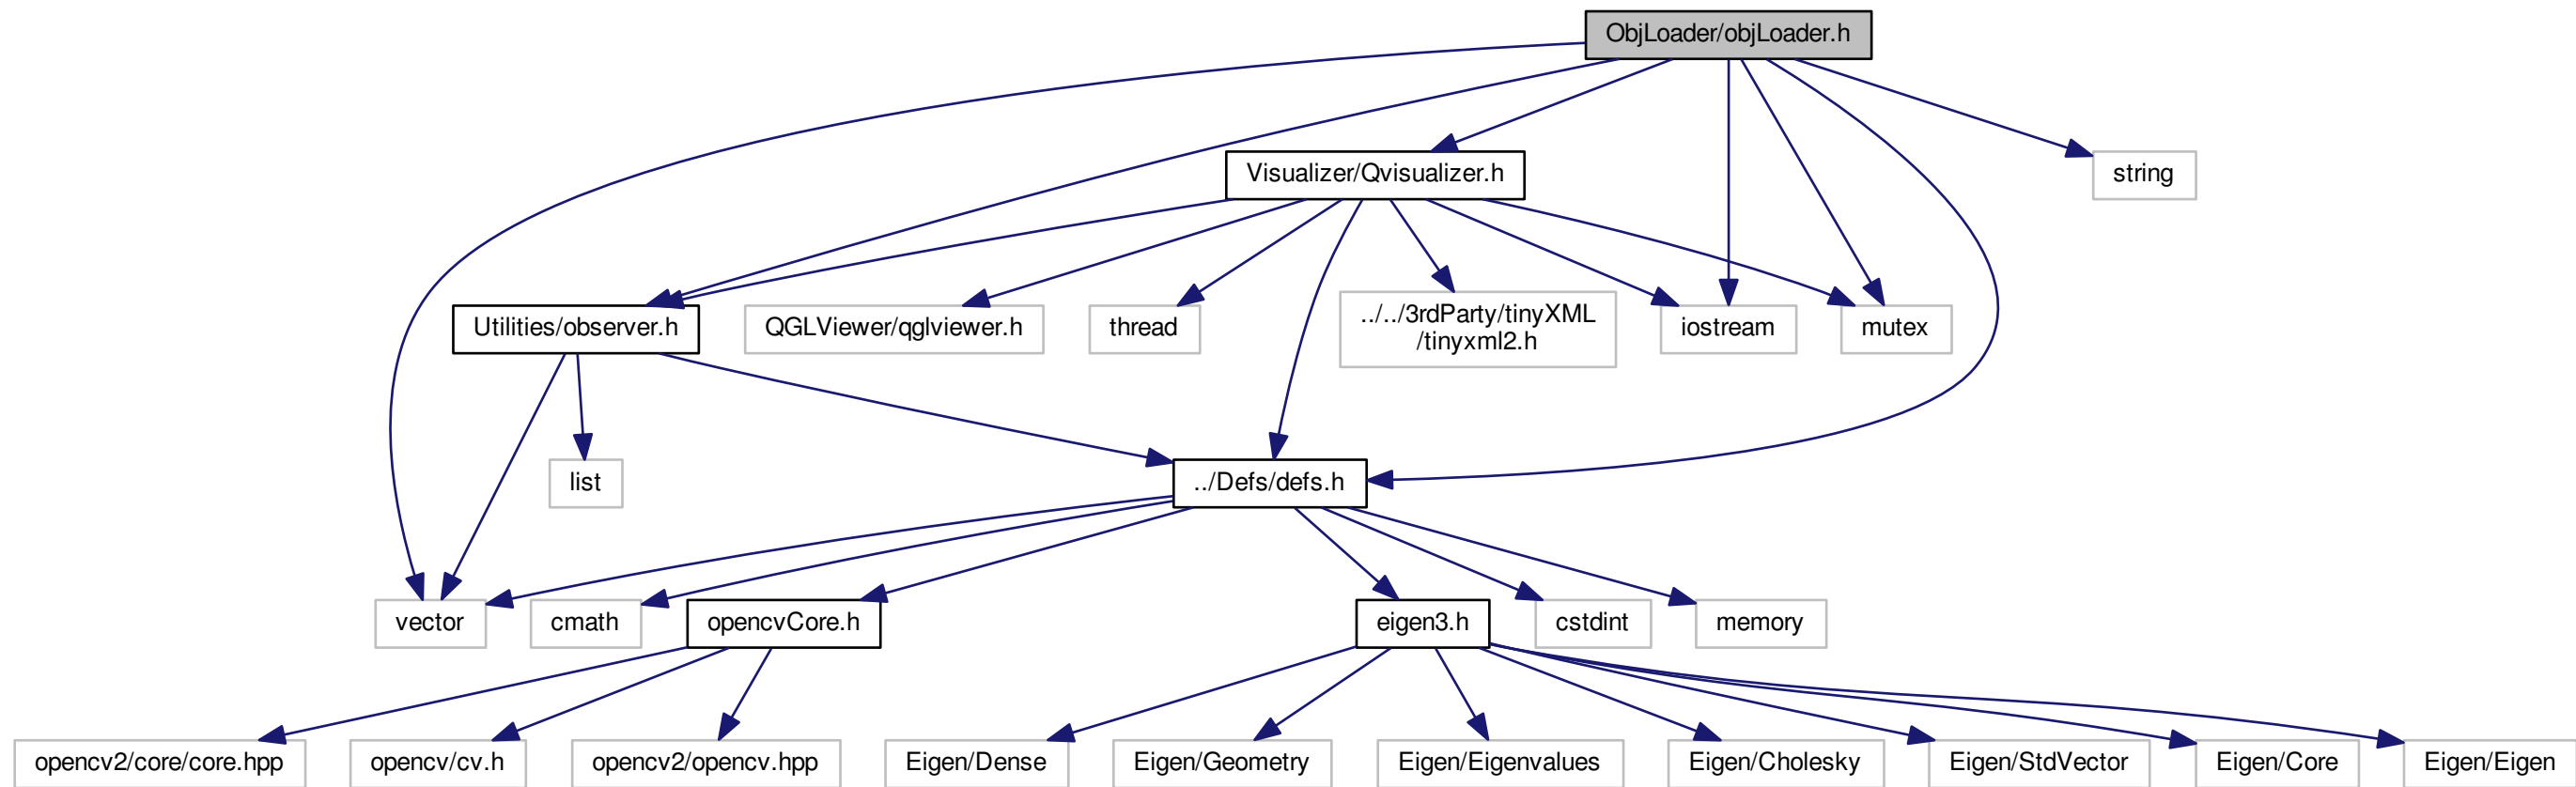 ObjLoader/objLoader.h
Visualizer/Qvisualizer.h
string
Utilities/observer.h
QGLViewer/qglviewer.h
thread
../../3rdParty/tinyXML
/tinyxml2.h
iostream
mutex
list
../Defs/defs.h
vector
cmath
opencvCore.h
eigen3.h
cstdint
memory
opencv2/core/core.hpp
opencv/cv.h
opencv2/opencv.hpp
Eigen/Dense
Eigen/Geometry
Eigen/Eigenvalues
Eigen/Cholesky
Eigen/StdVector
Eigen/Core
Eigen/Eigen